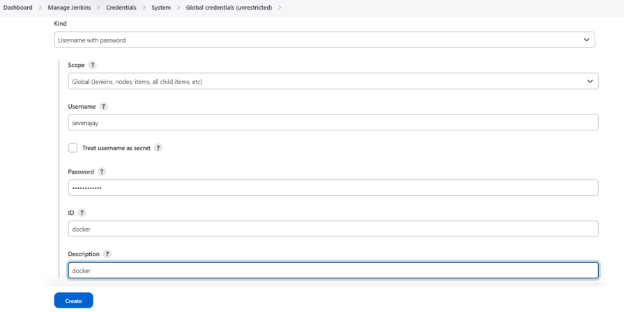 Dashboard > Manage Jenkins > Credentials > System > Global credentials (unrestricted) >
Kind
Username with password
Scope ?
Global (Jenkins, nodes, items, all child items, etc)
Username ?
sevenajay
Treat username as secret ?
Password ?
••••••••••••
ID ?
docker
Description ?
docker
Create